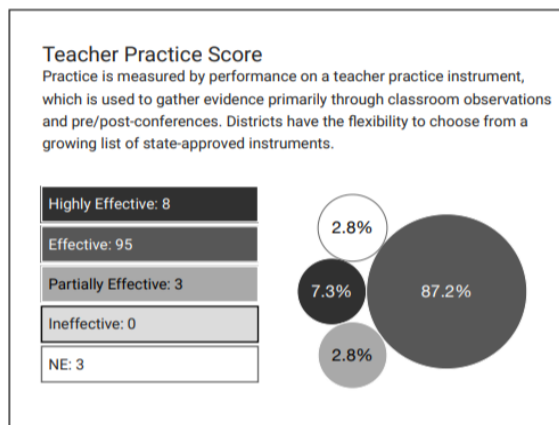 Teacher Practice Score
Practice is measured by performance on a teacher practice instrument,
which is used to gather evidence primarily through classroom observations
and pre/post-conferences. Districts have the flexibility to choose from a
growing list of state-approved instruments.
Highly Effective: 8
Effective: 95
Partially Effective: 3
Ineffective: 0
NE: 3
2.8%
7.3%
87.2%
2.8%